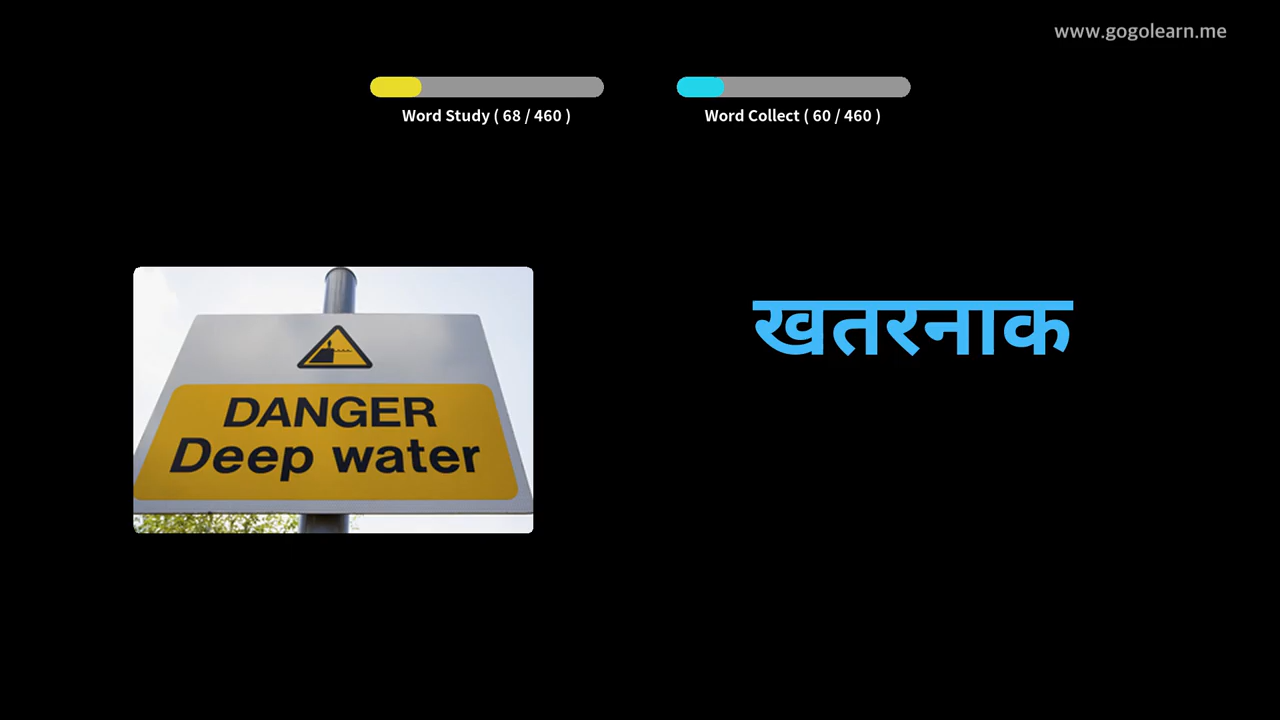 www.gogolearn.me
Word Study ( 68 / 460 )
Word Collect ( 60 / 460 )
खतरनाक
DANGER
Deep water